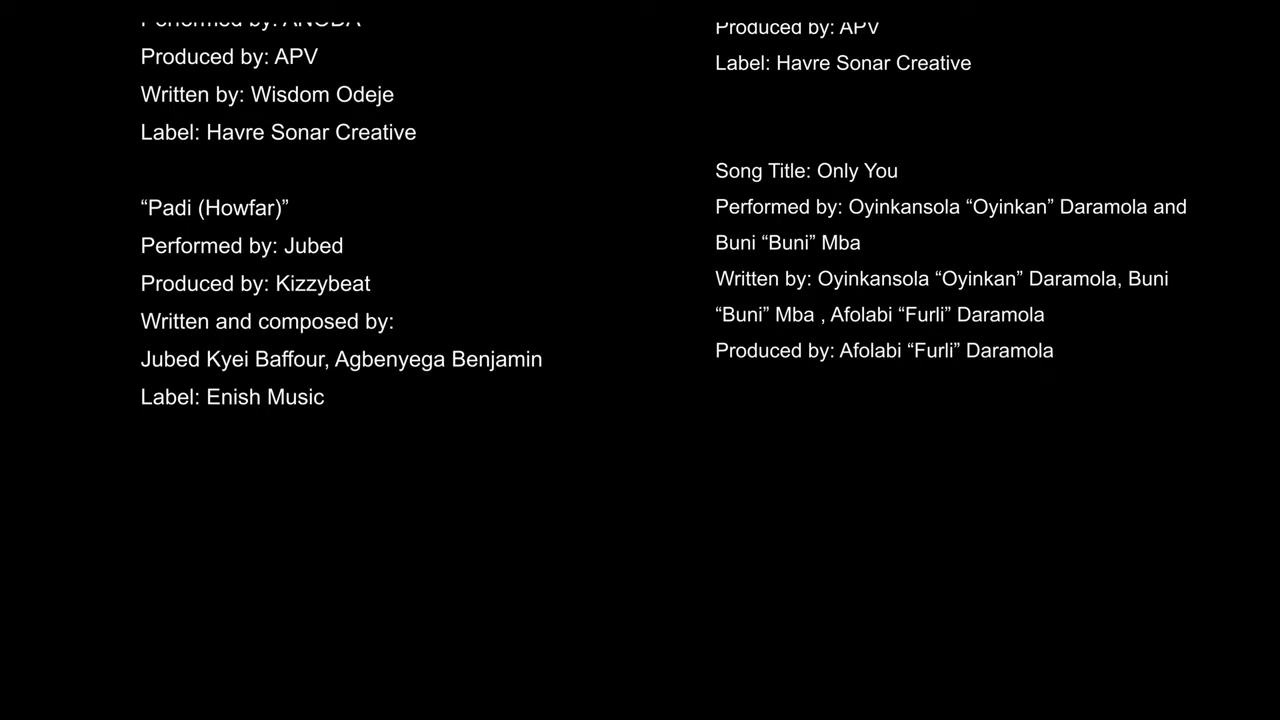 Performed by:
Produced by: APV
Written by: Wisdom Odeje
Label: Havre Sonar Creative
“Padi (Howfar)”
Performed by: Jubed
Produced by: Kizzybeat
Written and composed by:
Jubed Kyei Baffour, Agbenyega Benjamin
Label: Enish Music
Produced by: APV
Label: Havre Sonar Creative
Song Title: Only You
Performed by: Oyinkansola “Oyinkan” Daramola and
Buni “Buni” Mba
Written by: Oyinkansola “Oyinkan” Daramola, Buni
“Buni” Mba , Afolabi “Furli” Daramola
Produced by: Afolabi “Furli” Daramola